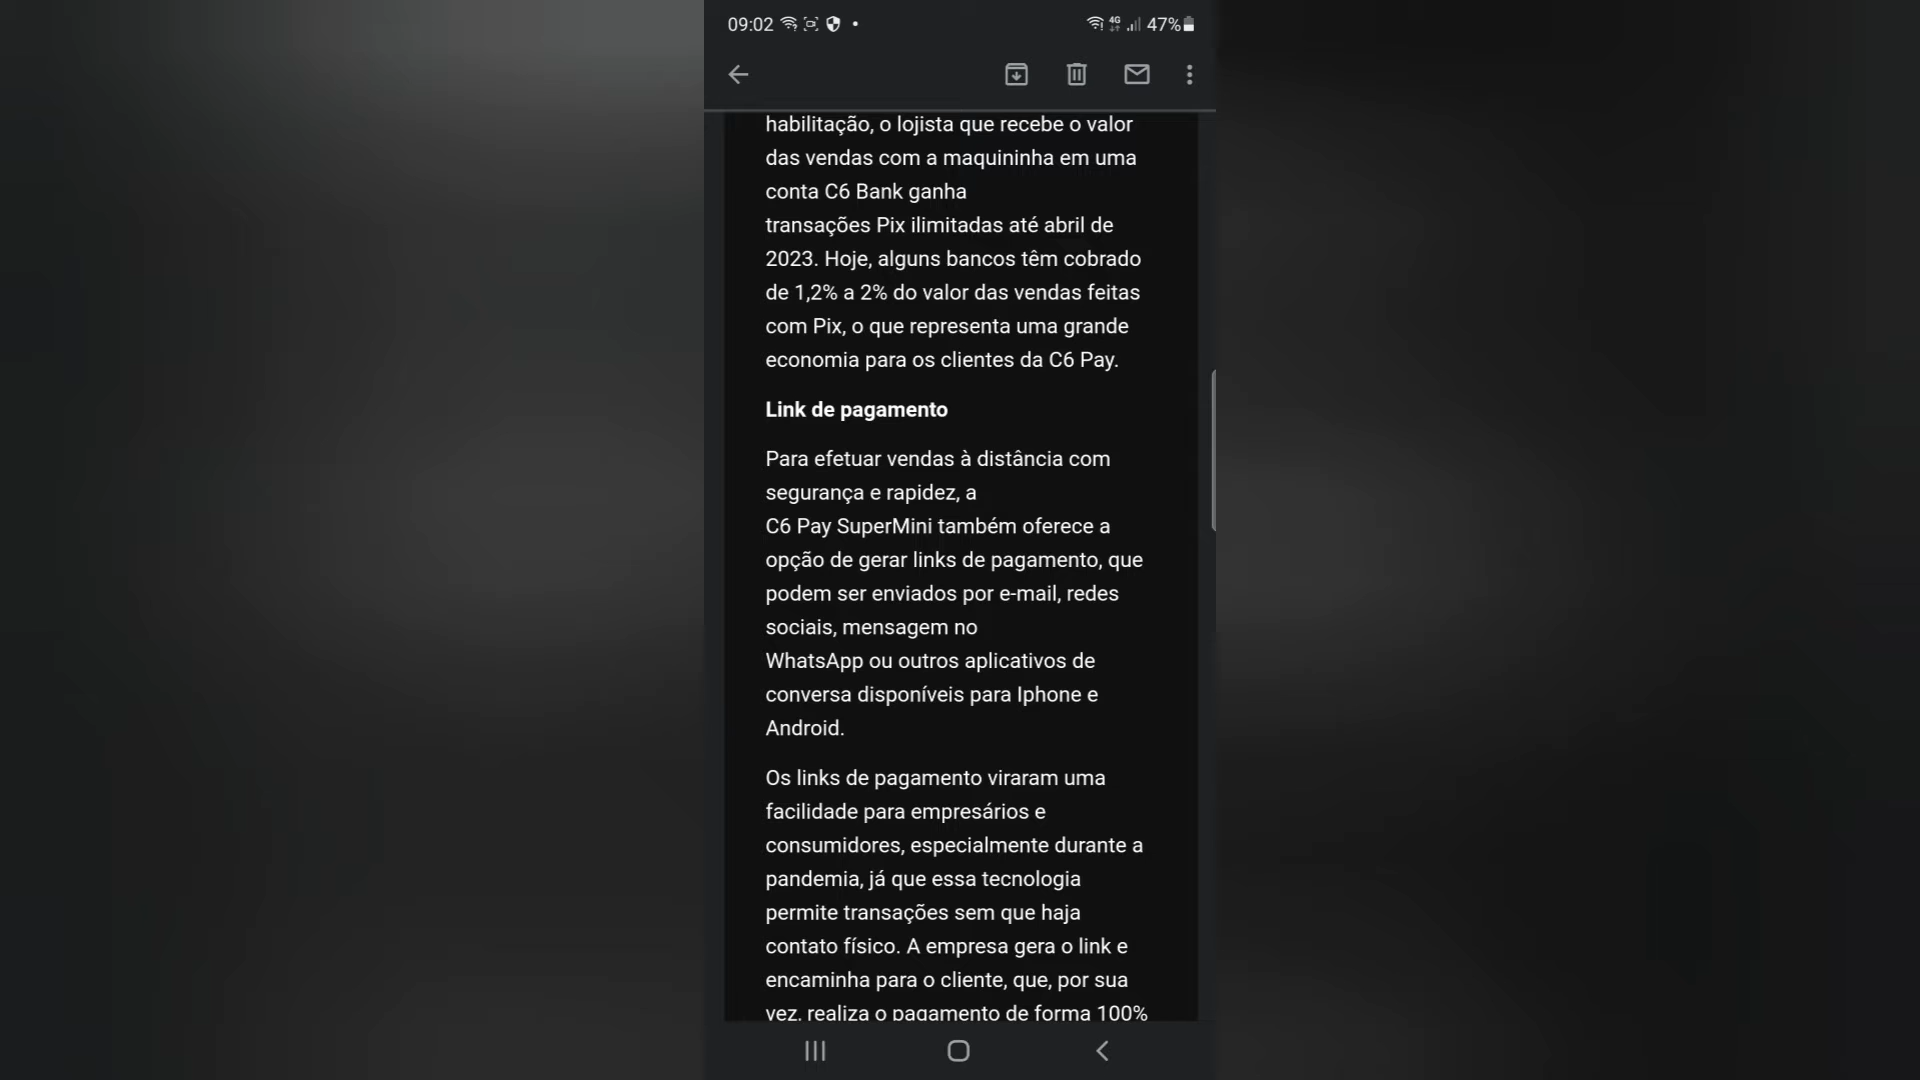 09:02
4G
47%
habilitação, o lojista que recebe o valor
das vendas com a maquininha em uma
conta C6 Bank ganha
transações Pix ilimitadas até abril de
2023. Hoje, alguns bancos têm cobrado
de 1,2% a 2% do valor das vendas feitas
com Pix, o que representa uma grande
economia para os clientes da C6 Pay.
Link de pagamento
Para efetuar vendas à distância com
segurança e rapidez, a
C6 Pay SuperMini também oferece a
opção de gerar links de pagamento, que
podem ser enviados por e-mail, redes
sociais, mensagem no
WhatsApp ou outros aplicativos de
conversa disponíveis para Iphone e
Android.
Os links de pagamento viraram uma
facilidade para empresários e
consumidores, especialmente durante a
pandemia, já que essa tecnologia
permite transações sem que haja
contato físico. A empresa gera o link e
encaminha para o cliente, que, por sua
vez, realiza o pagamento de forma 100%